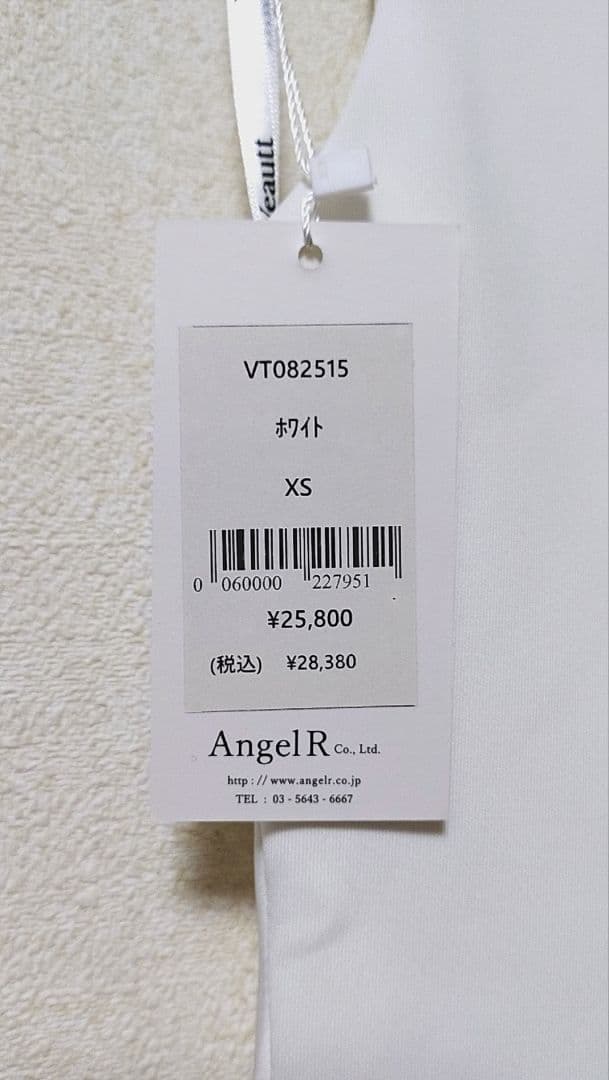 Veautt
VT082515
ﾎﾜｲﾄ
XS
0 060000 227951
¥25,800
(税込) ¥28,380
Angel R Co., Ltd.
http : // www.angelr.co.jp
TEL : 03 - 5643 - 6667